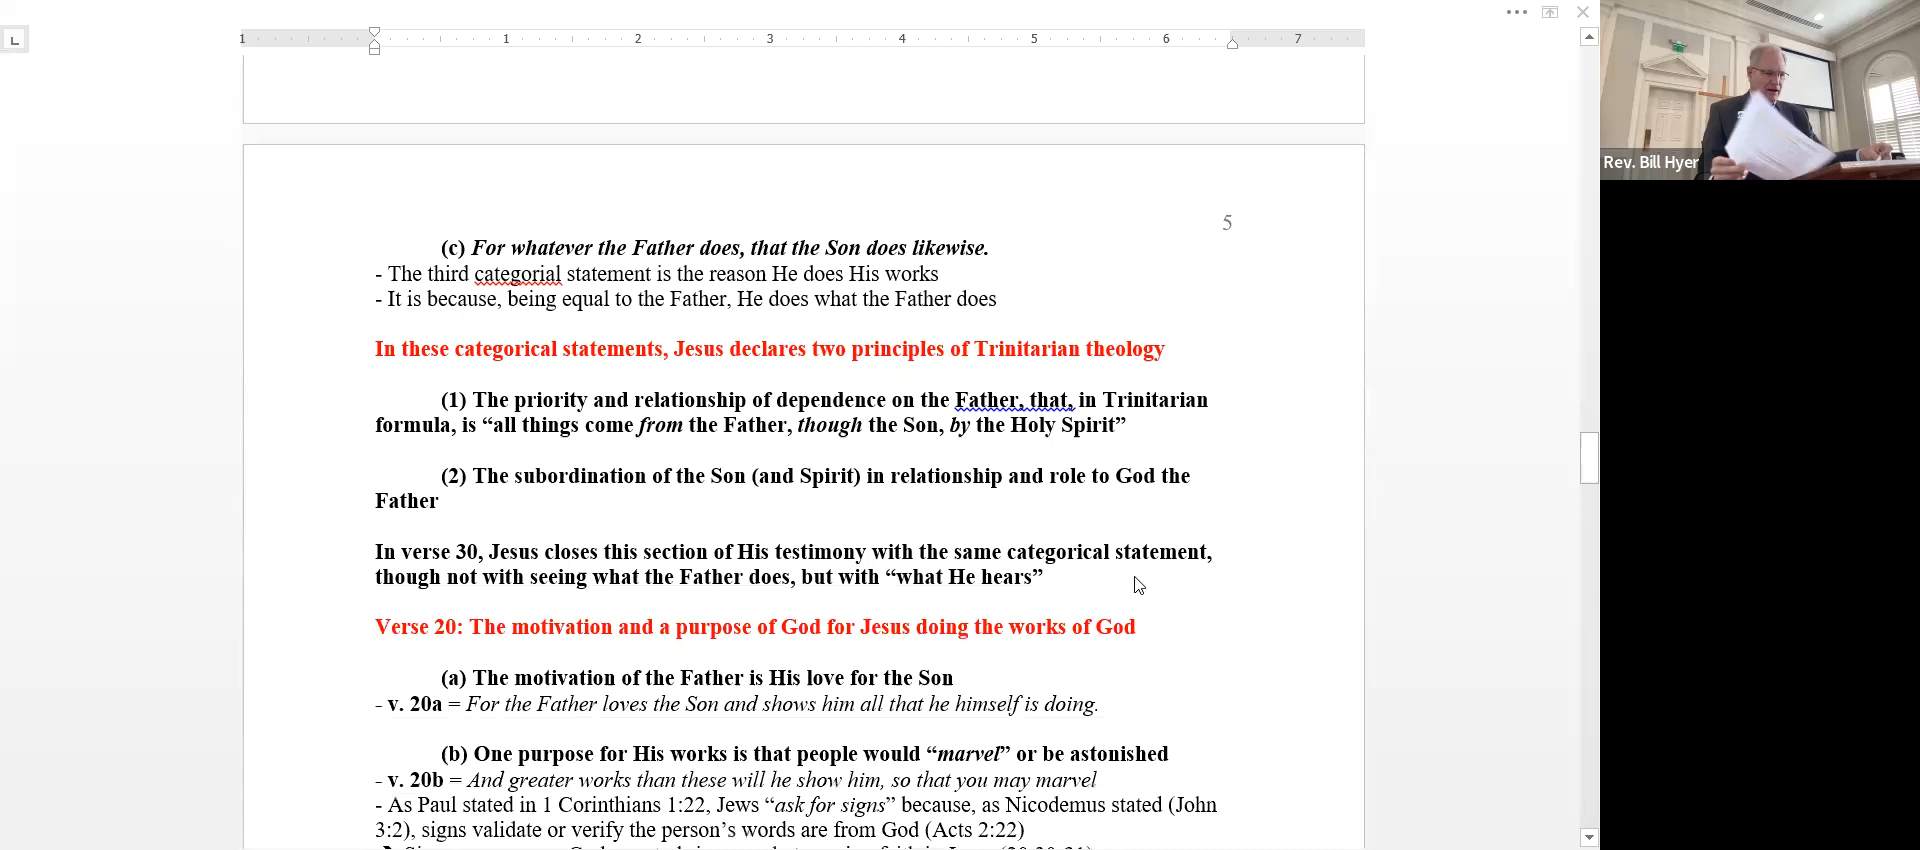 1 1 2 3 4 5 6 7
Rev. Bill Hyer
5
(c) For whatever the Father does, that the Son does likewise.
- The third categorial statement is the reason He does His works
- It is because, being equal to the Father, He does what the Father does
In these categorical statements, Jesus declares two principles of Trinitarian theology
(1) The priority and relationship of dependence on the Father, that, in Trinitarian
formula, is “all things come from the Father, though the Son, by the Holy Spirit”
(2) The subordination of the Son (and Spirit) in relationship and role to God the
Father
In verse 30, Jesus closes this section of His testimony with the same categorical statement,
though not with seeing what the Father does, but with “what He hears”
Verse 20: The motivation and a purpose of God for Jesus doing the works of God
(a) The motivation of the Father is His love for the Son
- v. 20a = For the Father loves the Son and shows him all that he himself is doing.
(b) One purpose for His works is that people would “marvel” or be astonished
- v. 20b = And greater works than these will he show him, so that you may marvel
- As Paul stated in 1 Corinthians 1:22, Jews “ask for signs” because, as Nicodemus stated (John
3:2), signs validate or verify the person’s words are from God (Acts 2:22)